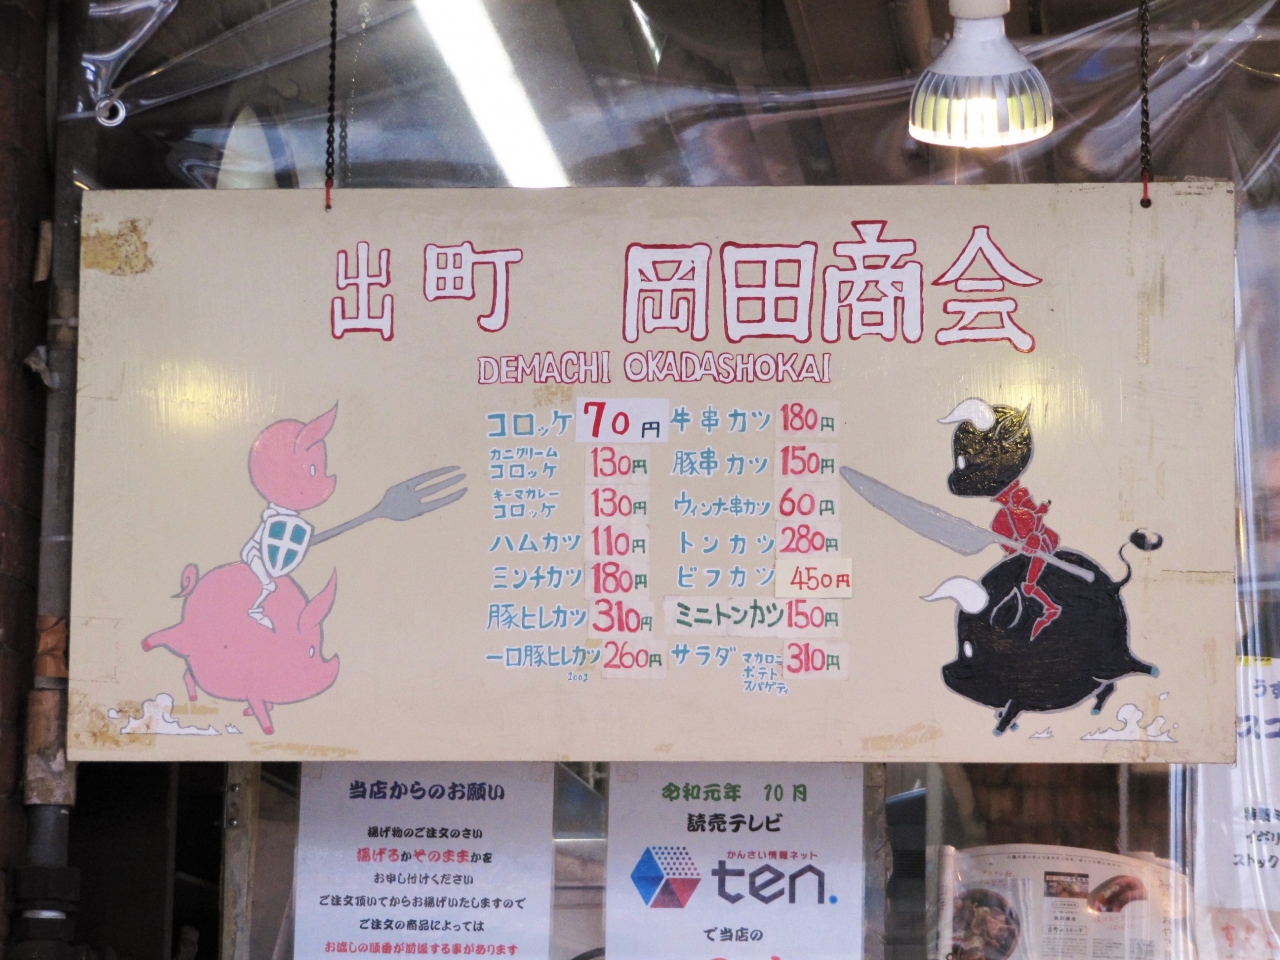 出町 岡田商会
DEMACHI OKADASHOKAI
コロッケ 70円
カニクリームコロッケ 130円
キーマカレーコロッケ 130円
ハムカツ 110円
ミンチカツ 180円
豚ヒレカツ 310円
一口豚ヒレカツ 260円
100g
牛串カツ 180円
豚串カツ 150円
ウィンナー串カツ 60円
トンカツ 280円
ビフカツ 450円
ミニトンカツ 150円
サラダ マカロニ ポテト スパゲティ 310円
当店からのお願い
揚げ物のご注文のさい
揚げるかそのままかを
お申し付けください
ご注文頂いてからお揚げいたしますので
ご注文の商品によっては
お渡しの順番が前後する事があります
令和元年 10月
読売テレビ
かんさい情報ネット
ten.
で当店の